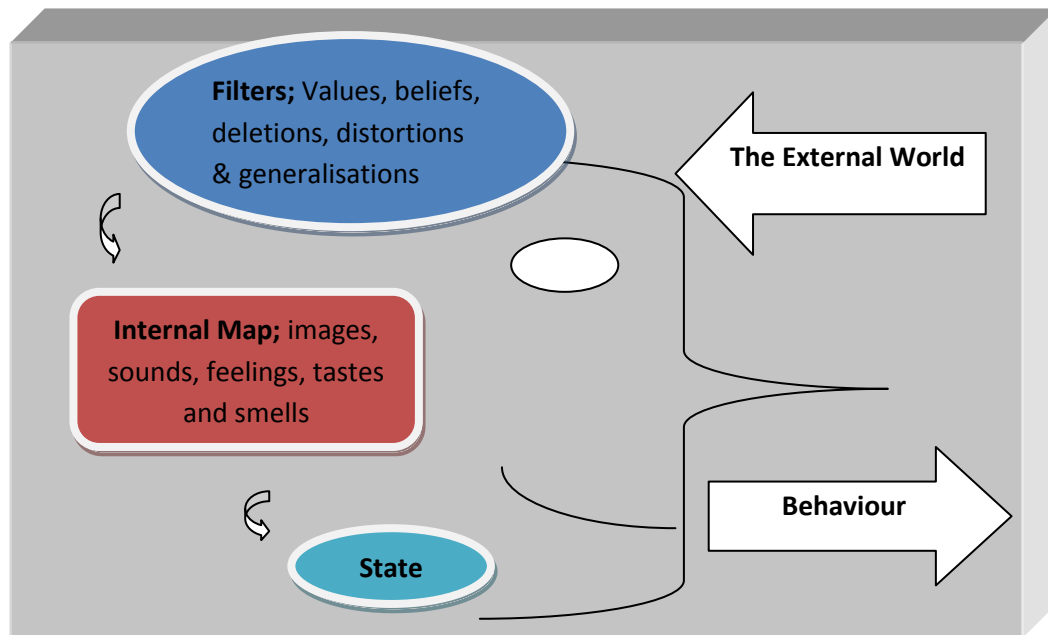 Filters; Values, beliefs,
deletions, distortions
& generalisations
The External World
Internal Map; images,
sounds, feelings, tastes
and smells
Behaviour
State